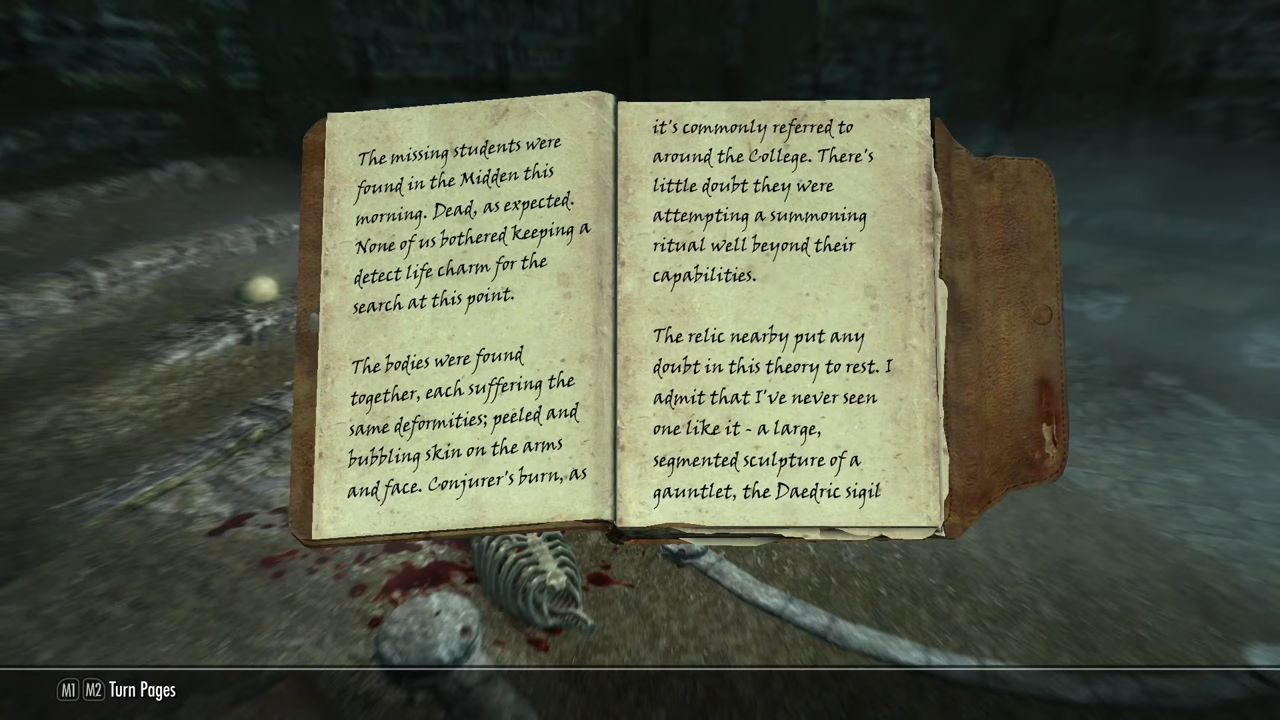 The missing students were
found in the Midden this
morning. Dead, as expected.
None of us bothered keeping a
detect life charm for the
search at this point.
The bodies were found
together, each suffering the
same deformities; peeled and
bubbling skin on the arms
and face. Conjurer's burn, as
it's commonly referred to
around the College. There's
little doubt they were
attempting a summoning
ritual well beyond their
capabilities.
The relic nearby put any
doubt in this theory to rest. I
admit that I've never seen
one like it - a large,
segmented sculpture of a
gauntlet, the Daedric sigil
M1 M2 Turn Pages